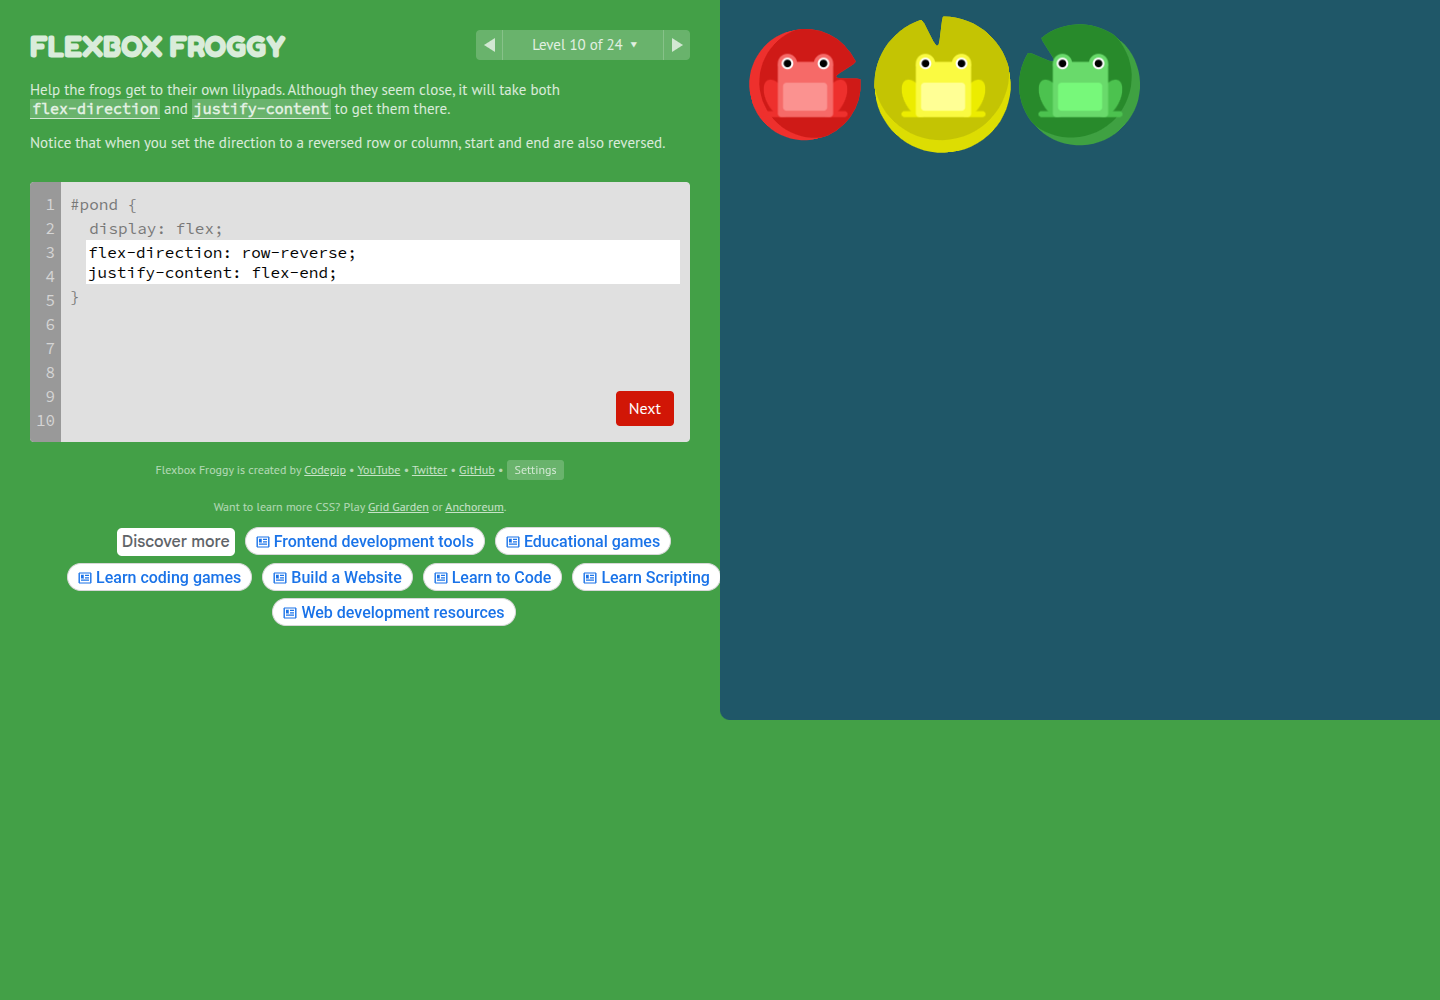 FLEXBOX FROGGY
Level 10 of 24 ▼
Help the frogs get to their own lilypads. Although they seem close, it will take both
flex-direction and justify-content to get them there.
Notice that when you set the direction to a reversed row or column, start and end are also reversed.
1 #pond {
2 display: flex;
3 flex-direction: row-reverse;
4 justify-content: flex-end;
5 }
6
7
8
9
10
Next
Flexbox Froggy is created by Codepip • YouTube • Twitter • GitHub • Settings
Want to learn more CSS? Play Grid Garden or Anchoreum.
Discover more Frontend development tools Educational games
Learn coding games Build a Website Learn to Code Learn Scripting
Web development resources